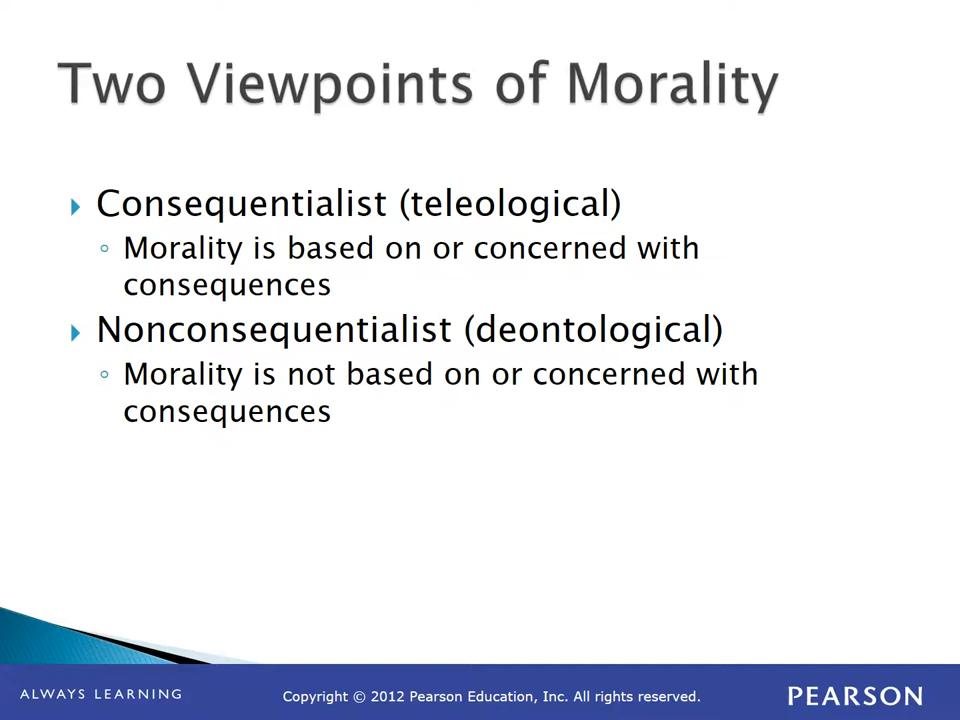 Two Viewpoints of Morality
Consequentialist (teleological)
Morality is based on or concerned with
consequences
Nonconsequentialist (deontological)
Morality is not based on or concerned with
consequences
ALWAYS LEARNING
Copyright © 2012 Pearson Education, Inc. All rights reserved.
PEARSON